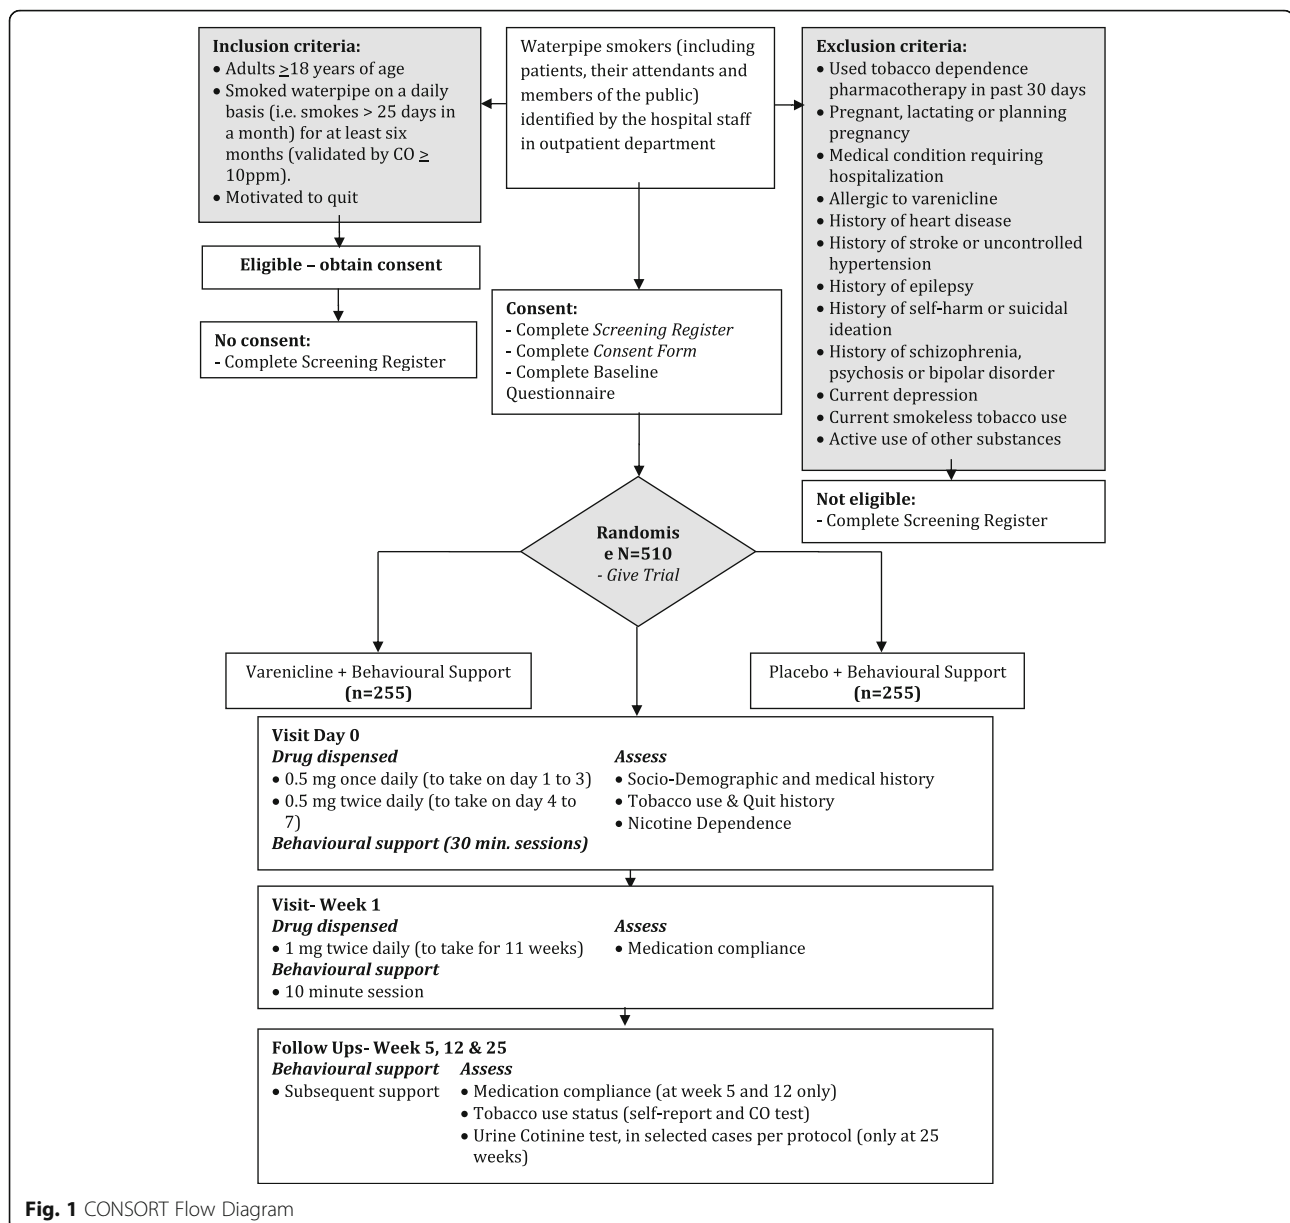 Inclusion criteria:
• Adults ≥18 years of age
• Smoked waterpipe on a daily
basis (i.e. smokes > 25 days in
a month) for at least six
months (validated by CO ≥
10ppm).
• Motivated to quit
Waterpipe smokers (including
patients, their attendants and
members of the public)
identified by the hospital staff
in outpatient department
Exclusion criteria:
• Used tobacco dependence
pharmacotherapy in past 30 days
• Pregnant, lactating or planning
pregnancy
• Medical condition requiring
hospitalization
• Allergic to varenicline
• History of heart disease
• History of stroke or uncontrolled
hypertension
• History of epilepsy
• History of self-harm or suicidal
ideation
• History of schizophrenia,
psychosis or bipolar disorder
• Current depression
• Current smokeless tobacco use
• Active use of other substances
Eligible – obtain consent
No consent:
- Complete Screening Register
Consent:
- Complete Screening Register
- Complete Consent Form
- Complete Baseline
Questionnaire
Not eligible:
- Complete Screening Register
Randomis
e N=510
- Give Trial
Varenicline + Behavioural Support
(n=255)
Placebo + Behavioural Support
(n=255)
Visit Day 0
Drug dispensed
• 0.5 mg once daily (to take on day 1 to 3)
• 0.5 mg twice daily (to take on day 4 to
7)
Behavioural support (30 min. sessions)
Assess
• Socio-Demographic and medical history
• Tobacco use & Quit history
• Nicotine Dependence
Visit- Week 1
Drug dispensed
• 1 mg twice daily (to take for 11 weeks)
Behavioural support
• 10 minute session
Assess
• Medication compliance
Follow Ups- Week 5, 12 & 25
Behavioural support
• Subsequent support
Assess
• Medication compliance (at week 5 and 12 only)
• Tobacco use status (self-report and CO test)
• Urine Cotinine test, in selected cases per protocol (only at 25
weeks)
Fig. 1 CONSORT Flow Diagram